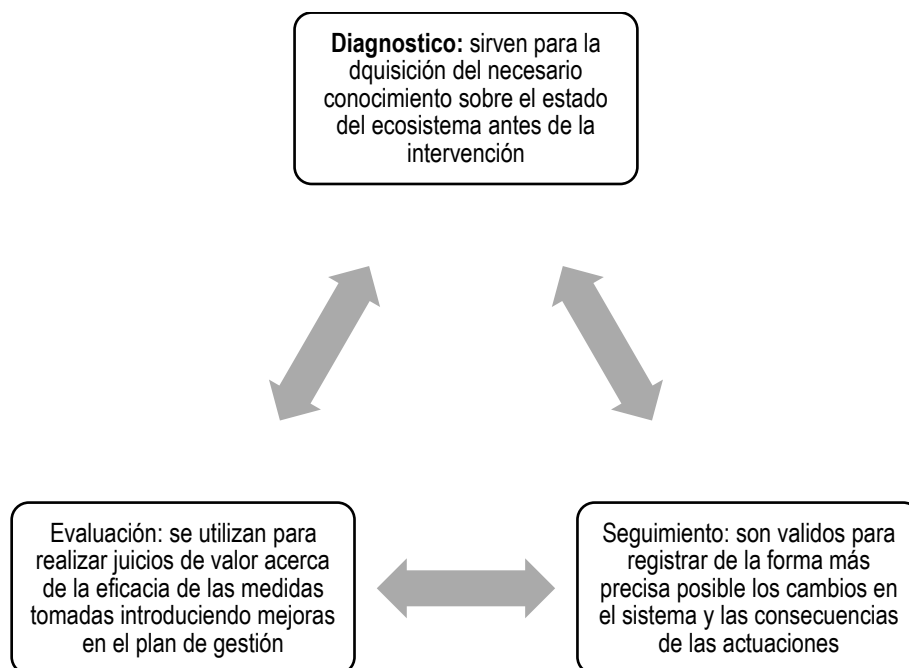 Diagnostico: sirven para la
dquisición del necesario
conocimiento sobre el estado
del ecosistema antes de la
intervención
Evaluación: se utilizan para
realizar juicios de valor acerca
de la eficacia de las medidas
tomadas introduciendo mejoras
en el plan de gestión
Seguimiento: son validos para
registrar de la forma más
precisa posible los cambios en
el sistema y las consecuencias
de las actuaciones